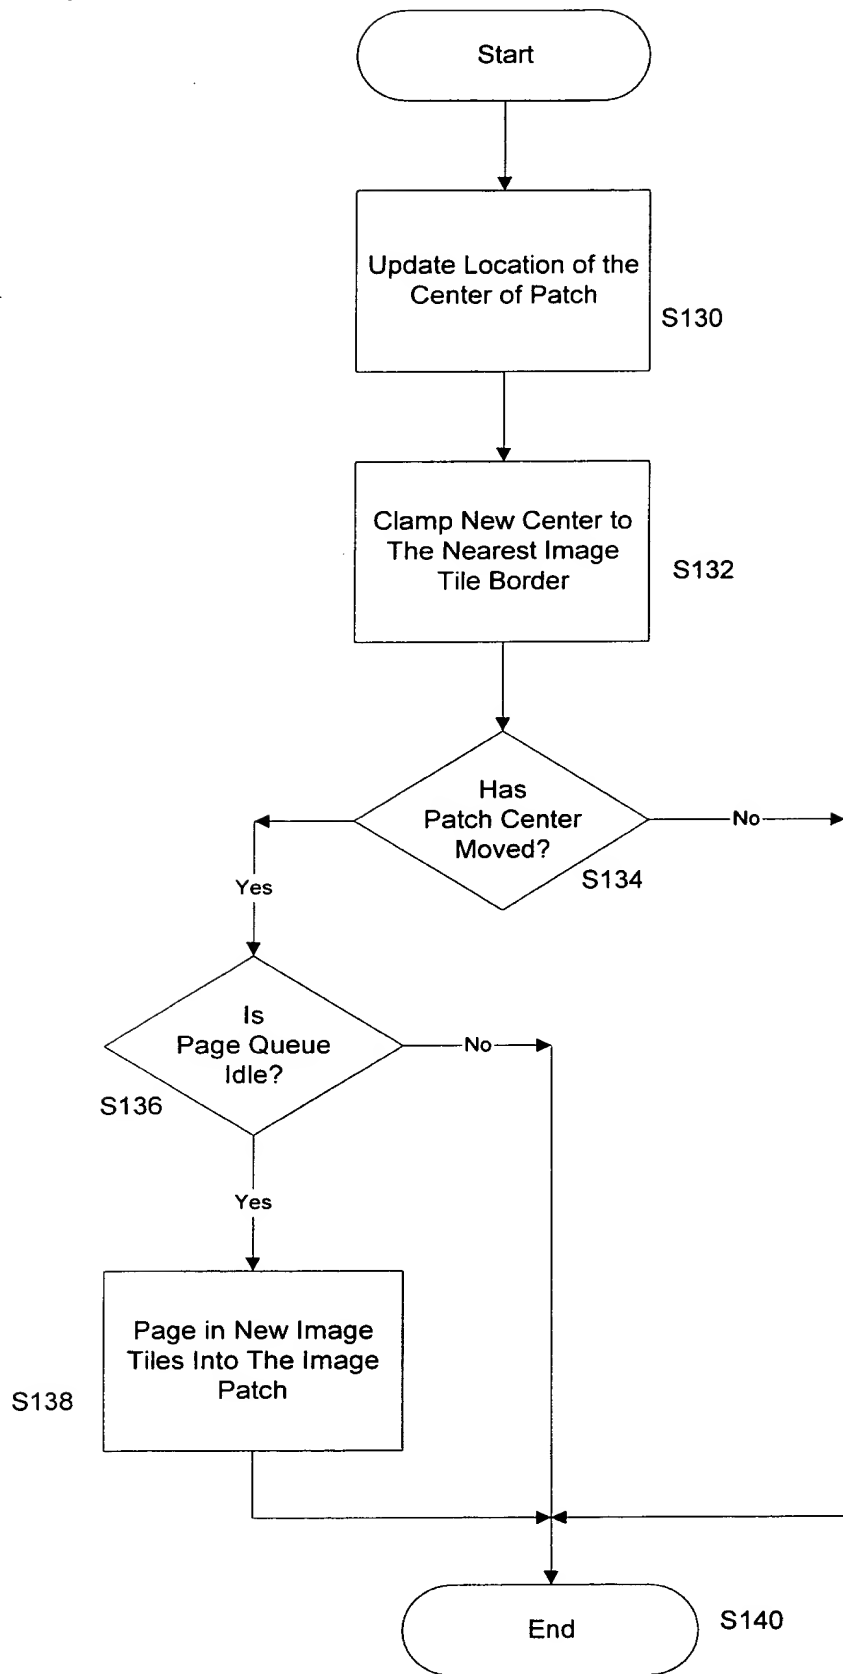 Start
Update Location of the
Center of Patch
S130
Clamp New Center to
The Nearest Image
Tile Border
S132
Has
Patch Center
Moved?
No
S134
Yes
Is
Page Queue
Idle?
No
S136
Yes
Page in New Image
Tiles Into The Image
Patch
S138
End
S140